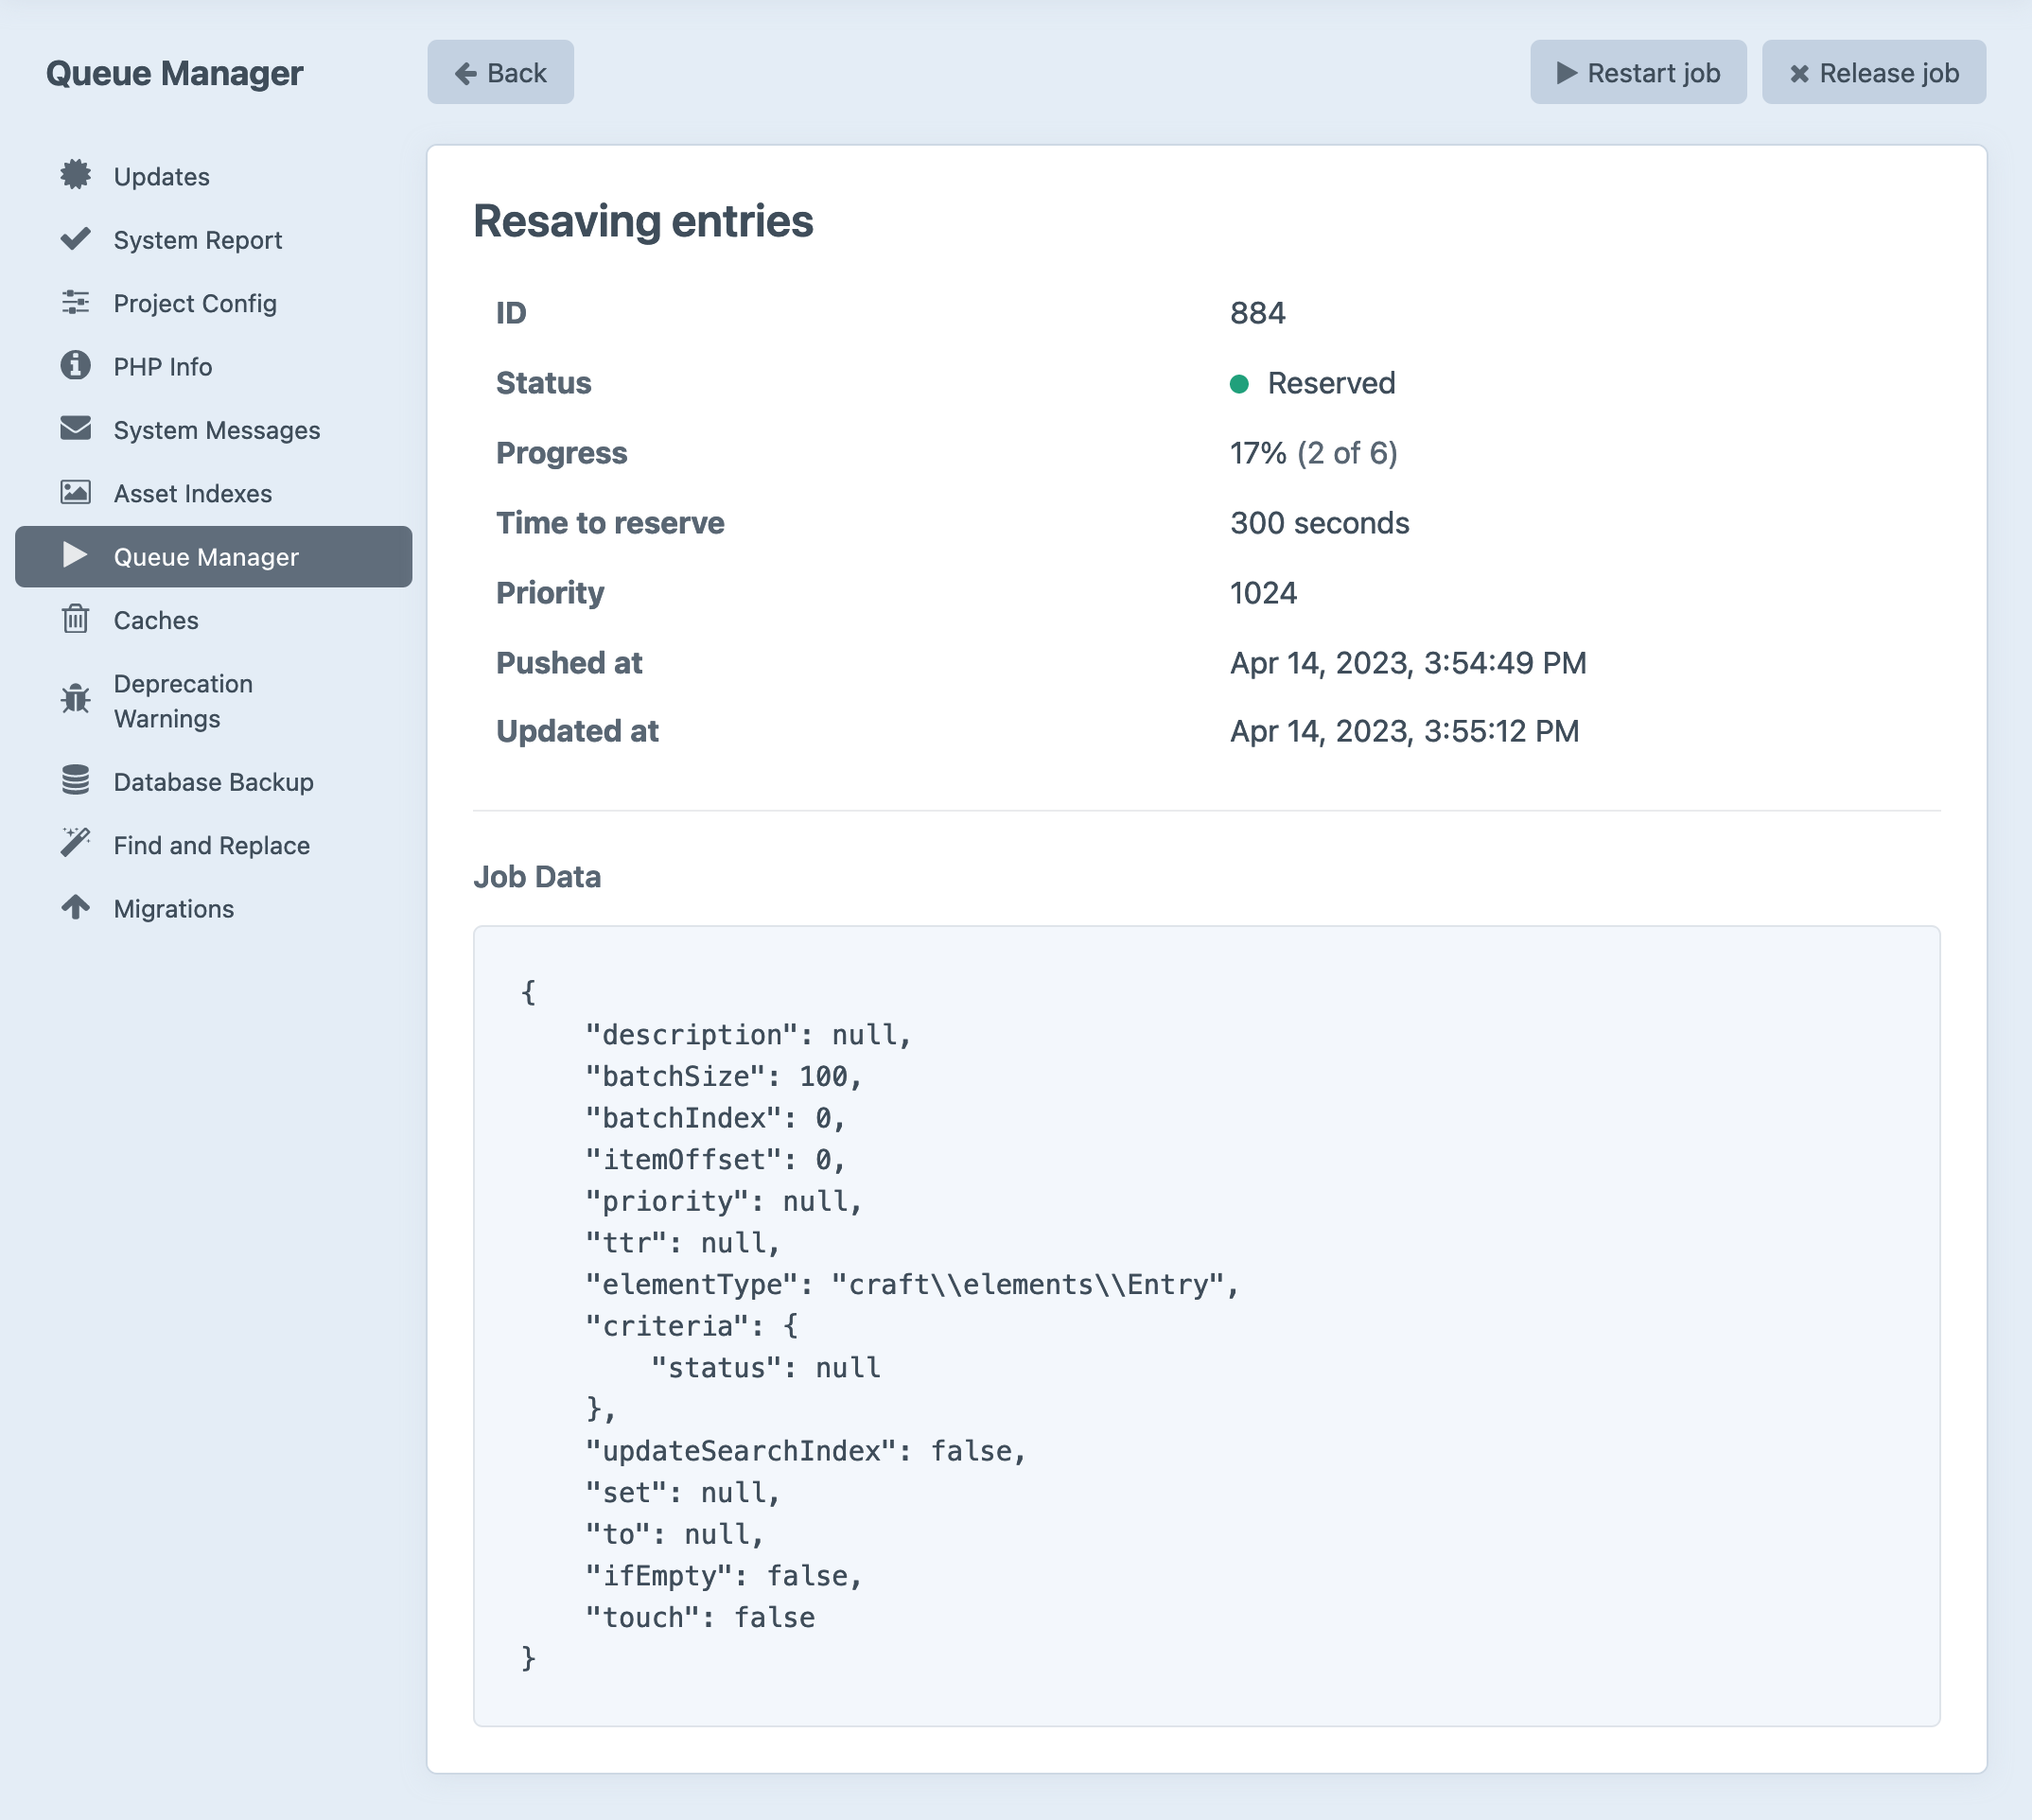 Queue Manager
Back
Restart job
Release job
Updates
System Report
Project Config
PHP Info
System Messages
Asset Indexes
Queue Manager
Caches
Deprecation
Warnings
Database Backup
Find and Replace
Migrations
Resaving entries
ID 884
Status Reserved
Progress 17% (2 of 6)
Time to reserve 300 seconds
Priority 1024
Pushed at Apr 14, 2023, 3:54:49 PM
Updated at Apr 14, 2023, 3:55:12 PM
Job Data
{
    "description": null,
    "batchSize": 100,
    "batchIndex": 0,
    "itemOffset": 0,
    "priority": null,
    "ttr": null,
    "elementType": "craft\\elements\\Entry",
    "criteria": {
        "status": null
    },
    "updateSearchIndex": false,
    "set": null,
    "to": null,
    "ifEmpty": false,
    "touch": false
}